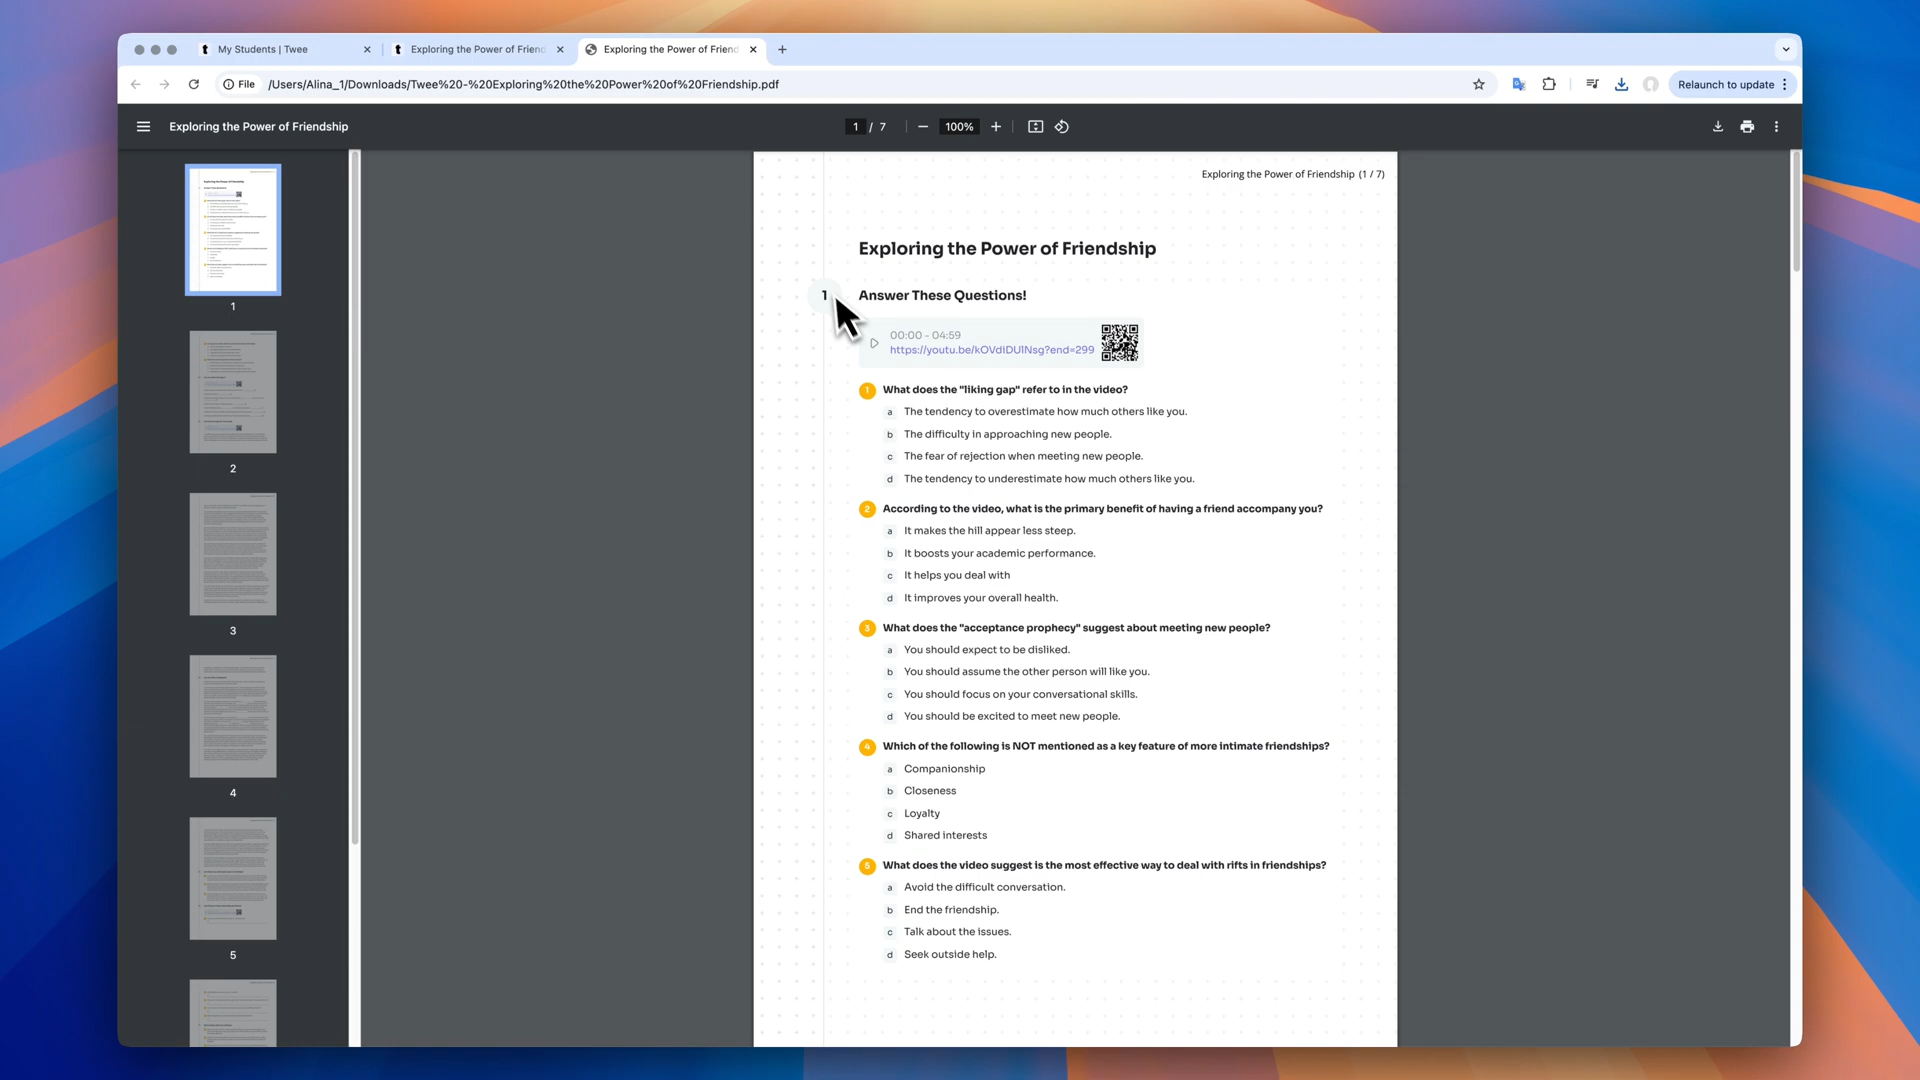 My Students | Twee
Exploring the Power of Frienc
Exploring the Power of Friend
File
/Users/Alina_1/Downloads/Twee%20-%20Exploring%20the%20Power%20of%20Friendship.pdf
Relaunch to update
Exploring the Power of Friendship
1 / 7
100%
1
2
3
4
5
Exploring the Power of Friendship (1 / 7)
Exploring the Power of Friendship
1 Answer These Questions!
00:00 - 04:59
https://youtu.be/kOVdiDUlNsg?end=299
1 What does the "liking gap" refer to in the video?
a The tendency to overestimate how much others like you.
b The difficulty in approaching new people.
c The fear of rejection when meeting new people.
d The tendency to underestimate how much others like you.
2 According to the video, what is the primary benefit of having a friend accompany you?
a It makes the hill appear less steep.
b It boosts your academic performance.
c It helps you deal with
d It improves your overall health.
3 What does the "acceptance prophecy" suggest about meeting new people?
a You should expect to be disliked.
b You should assume the other person will like you.
c You should focus on your conversational skills.
d You should be excited to meet new people.
4 Which of the following is NOT mentioned as a key feature of more intimate friendships?
a Companionship
b Closeness
c Loyalty
d Shared interests
5 What does the video suggest is the most effective way to deal with rifts in friendships?
a Avoid the difficult conversation.
b End the friendship.
c Talk about the issues.
d Seek outside help.